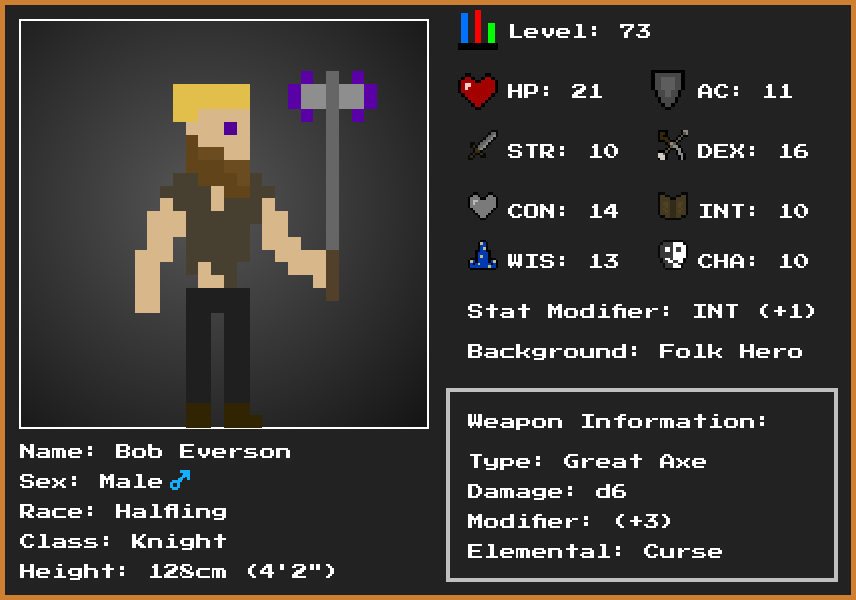 Level: 73
HP: 21
AC: 11
STR: 10
DEX: 16
CON: 14
INT: 10
WIS: 13
CHA: 10
Stat Modifier: INT (+1)
Background: Folk Hero
Weapon Information:
Type: Great Axe
Damage: d6
Modifier: (+3)
Elemental: Curse
Name: Bob Everson
Sex: Male ♂
Race: Halfling
Class: Knight
Height: 128cm (4'2")